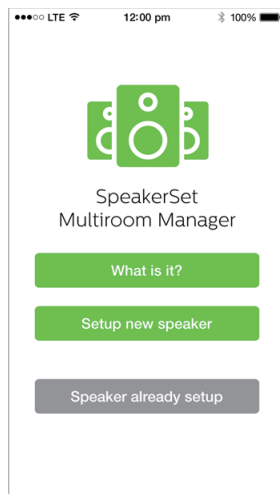 LTE 12:00 pm 100%
SpeakerSet
Multiroom Manager
What is it?
Setup new speaker
Speaker already setup